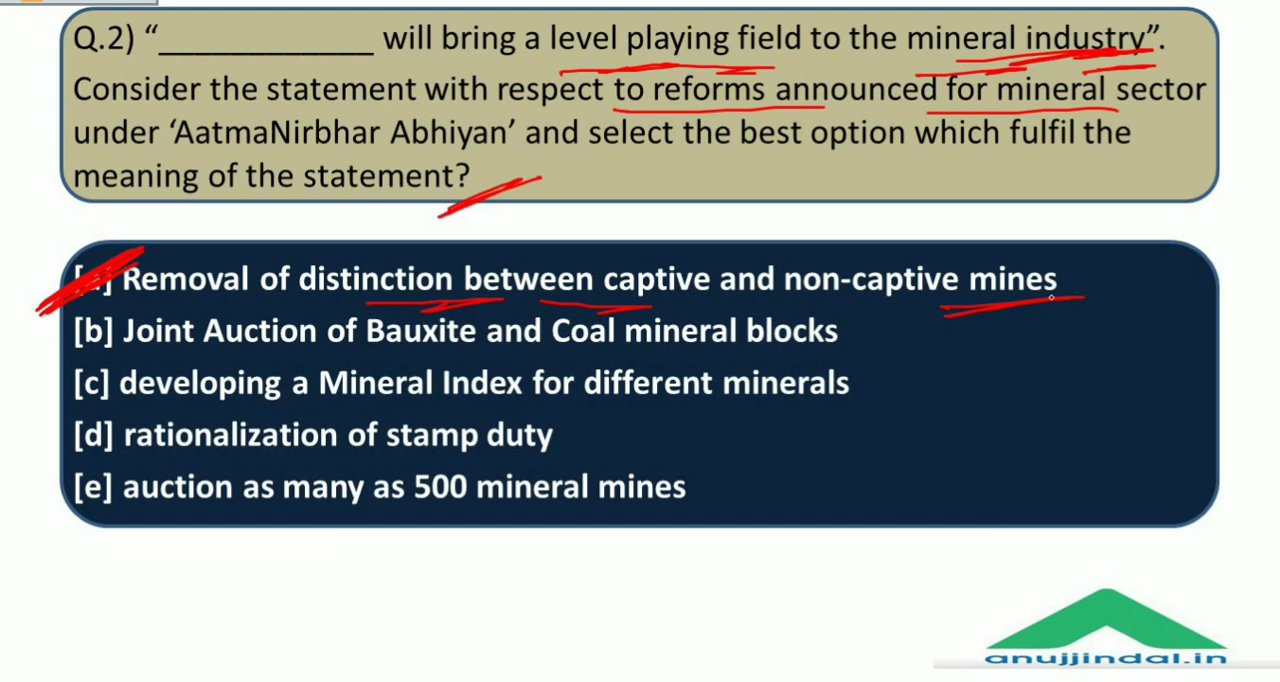 Q.2) “____________ will bring a level playing field to the mineral industry”.
Consider the statement with respect to reforms announced for mineral sector
under ‘AatmaNirbhar Abhiyan’ and select the best option which fulfil the
meaning of the statement?
[a] Removal of distinction between captive and non-captive mines
[b] Joint Auction of Bauxite and Coal mineral blocks
[c] developing a Mineral Index for different minerals
[d] rationalization of stamp duty
[e] auction as many as 500 mineral mines
anujjindal.in